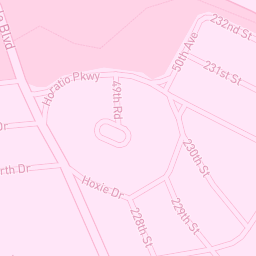 232nd St
Blvd
50th Ave
231st St
Horatio Pkwy
49th Rd
Dr
230th St
Dr
Hoxie Dr
229th St
228th St